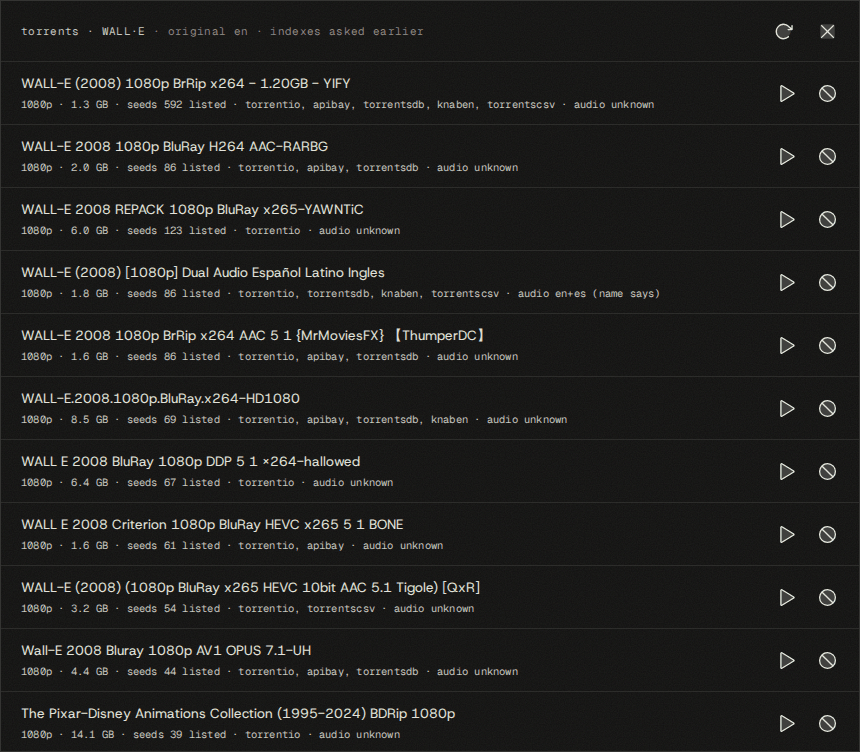 torrents · WALL·E · original en · indexes asked earlier
WALL-E (2008) 1080p BrRip x264 - 1.20GB - YIFY
1080p · 1.3 GB · seeds 592 listed · torrentio, apibay, torrentsdb, knaben, torrentscsv · audio unknown
WALL-E 2008 1080p BluRay H264 AAC-RARBG
1080p · 2.0 GB · seeds 86 listed · torrentio, apibay, torrentsdb · audio unknown
WALL-E 2008 REPACK 1080p BluRay x265-YAWNTiC
1080p · 6.0 GB · seeds 123 listed · torrentio · audio unknown
WALL-E (2008) [1080p] Dual Audio Español Latino Ingles
1080p · 1.8 GB · seeds 86 listed · torrentio, torrentsdb, knaben, torrentscsv · audio en+es (name says)
WALL-E 2008 1080p BrRip x264 AAC 5 1 {MrMoviesFX} 【ThumperDC】
1080p · 1.6 GB · seeds 86 listed · torrentio, apibay, torrentsdb · audio unknown
WALL-E.2008.1080p.BluRay.x264-HD1080
1080p · 8.5 GB · seeds 69 listed · torrentio, apibay, torrentsdb, knaben · audio unknown
WALL E 2008 BluRay 1080p DDP 5 1 x264-hallowed
1080p · 6.4 GB · seeds 67 listed · torrentio · audio unknown
WALL E 2008 Criterion 1080p BluRay HEVC x265 5 1 BONE
1080p · 1.6 GB · seeds 61 listed · torrentio, apibay · audio unknown
WALL-E (2008) (1080p BluRay x265 HEVC 10bit AAC 5.1 Tigole) [QxR]
1080p · 3.2 GB · seeds 54 listed · torrentio, torrentscsv · audio unknown
Wall-E 2008 Bluray 1080p AV1 OPUS 7.1-UH
1080p · 4.4 GB · seeds 44 listed · torrentio, apibay, torrentsdb · audio unknown
The Pixar-Disney Animations Collection (1995-2024) BDRip 1080p
1080p · 14.1 GB · seeds 39 listed · torrentio · audio unknown